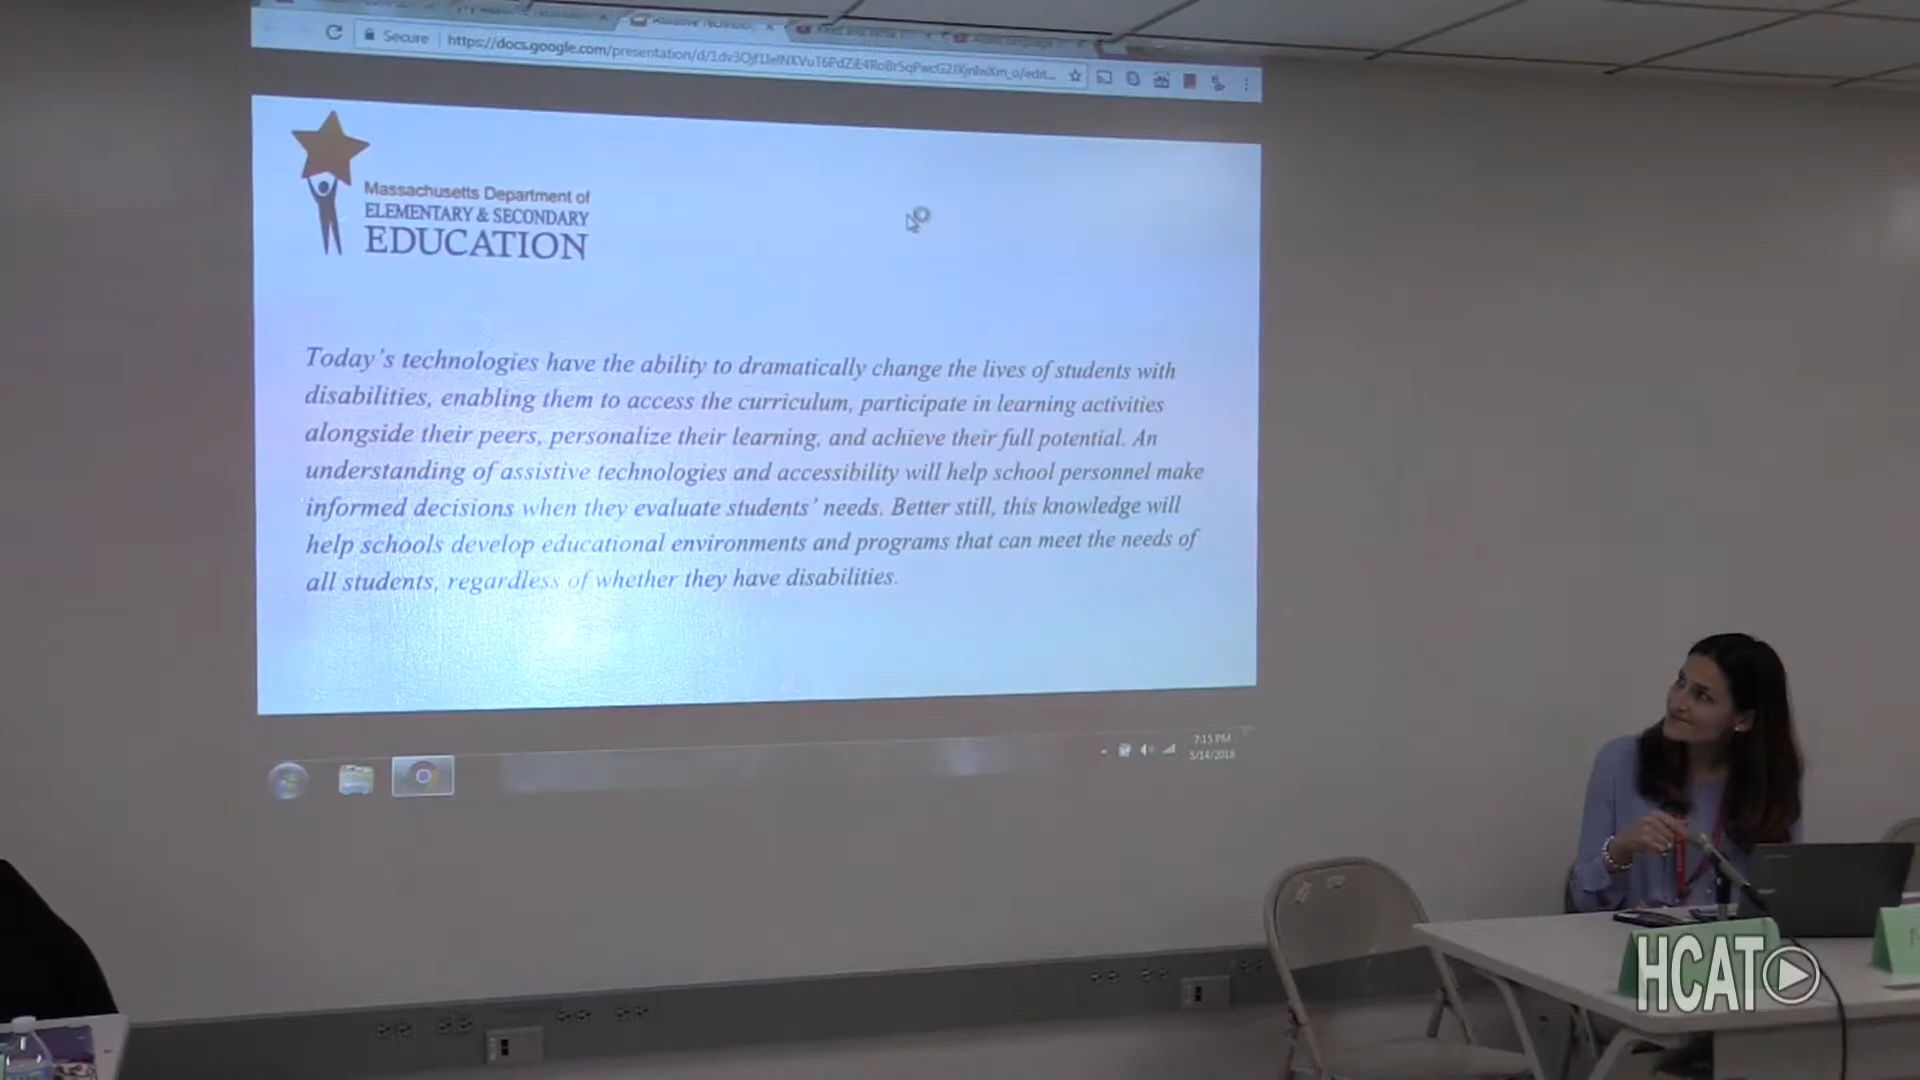 Secure
https://docs.google.com/presentation/d/
Massachusetts Department of
ELEMENTARY & SECONDARY
EDUCATION
Today's technologies have the ability to dramatically change the lives of students with
disabilities, enabling them to access the curriculum, participate in learning activities
alongside their peers, personalize their learning, and achieve their full potential. An
understanding of assistive technologies and accessibility will help school personnel make
informed decisions when they evaluate students' needs. Better still, this knowledge will
help schools develop educational environments and programs that can meet the needs of
all students, regardless of whether they have disabilities.
7:15 PM
5/14/2018
HCAT